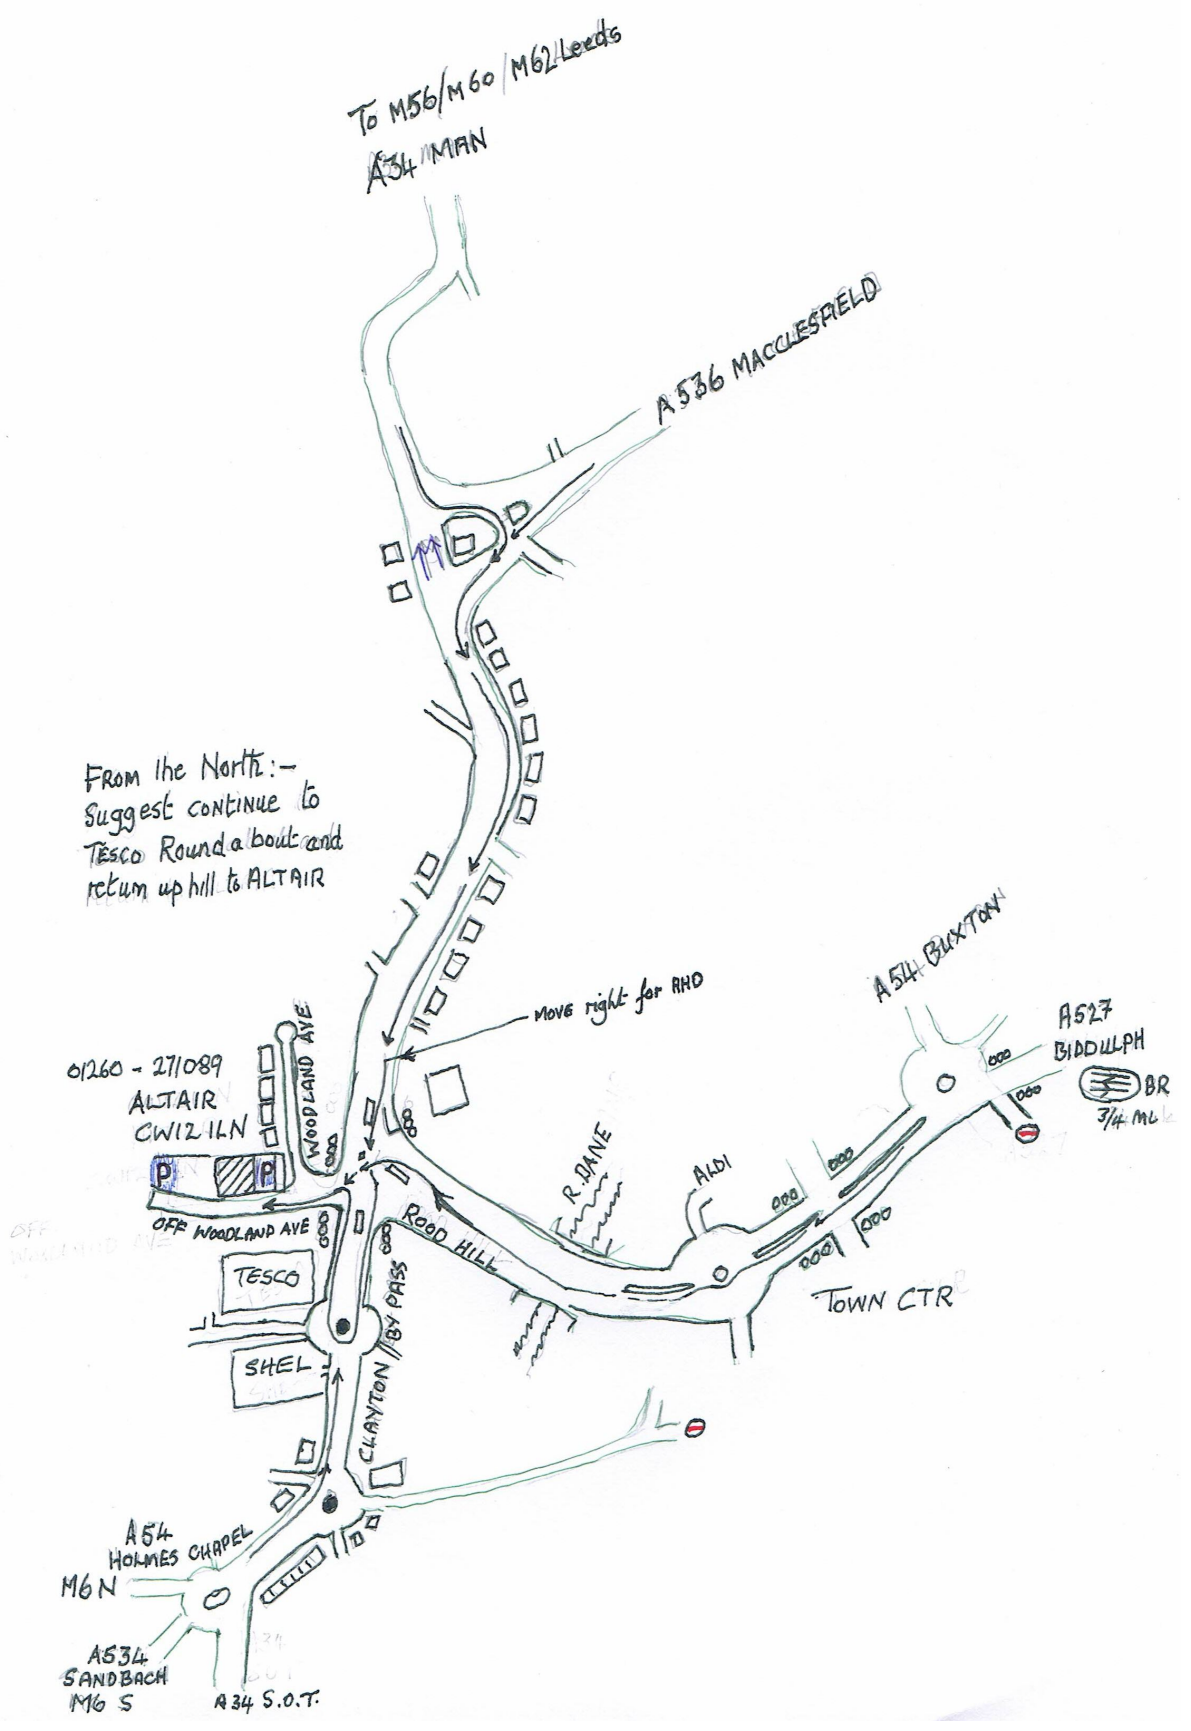 To M56/M60/M62 Leeds
A34 MAN
A536 MACCLESFIELD
FROM the North:-
Suggest continue to
TESCO Roundabout and
return up hill to ALTAIR
A54 BUXTON
MOVE right for AHD
A527
BIDDULPH
BR
3/4 ML
01260 - 271089
ALTAIR
CW12 1LN
WOODLAND AVE
P
P
OFF WOODLAND AVE
ROOD HILL
R. DANE
ALDI
TOWN CTR
TESCO
SHEL
CLAYTON BYPASS
A54
HOLMES CHAPEL
M6 N
A534
SANDBACH
M6 S
A34 S.O.T.